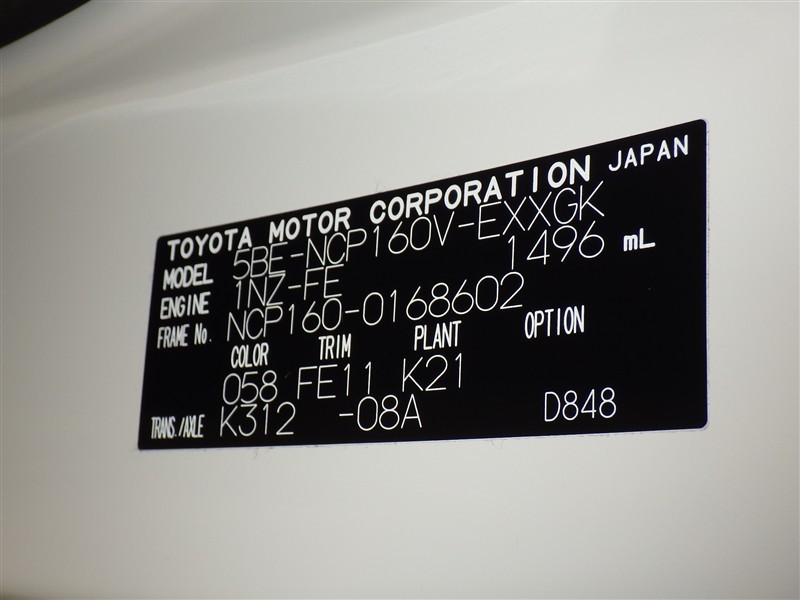 TOYOTA MOTOR CORPORATION JAPAN
MODEL 5BE-NCP160V-EXXGK
ENGINE 1NZ-FE 1496 mL
FRAME No. NCP160-0168602
COLOR TRIM PLANT OPTION
058 FE11 K21
TRANS./AXLE K312 -08A D848